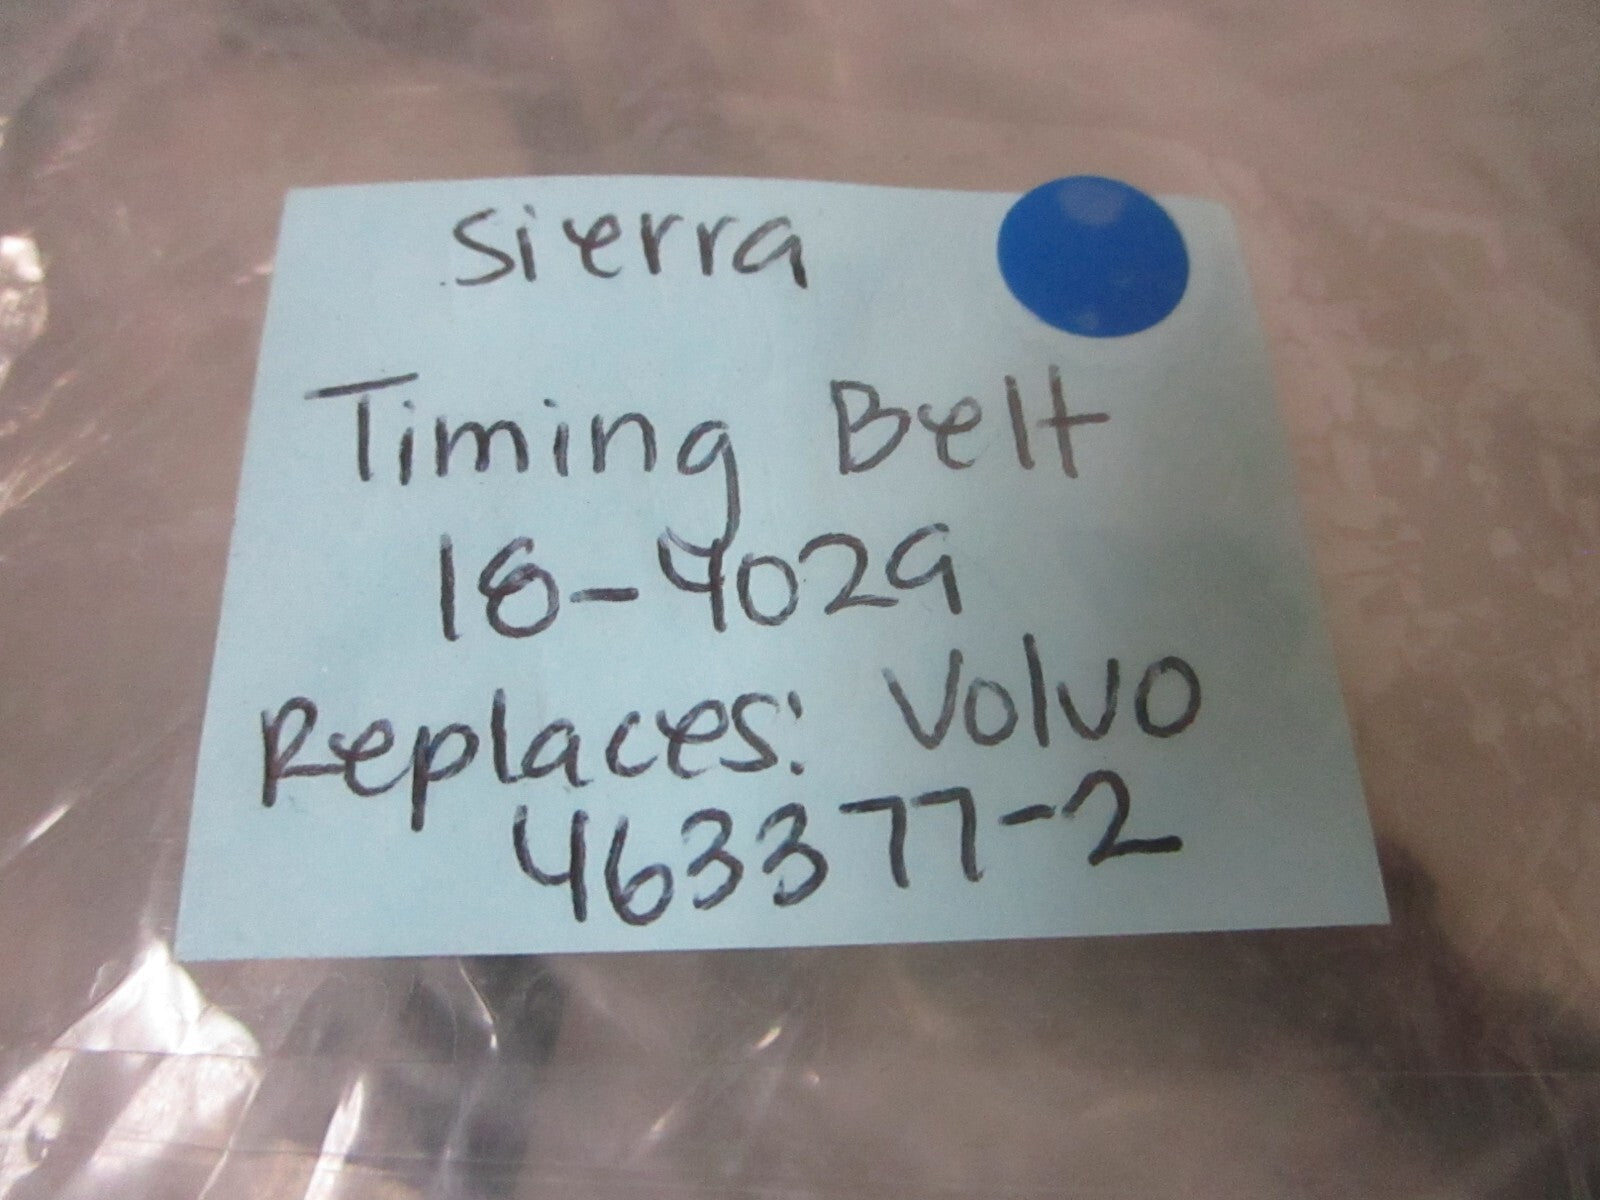 Sierra
Timing Belt
18-4029
Replaces: Volvo
463377-2